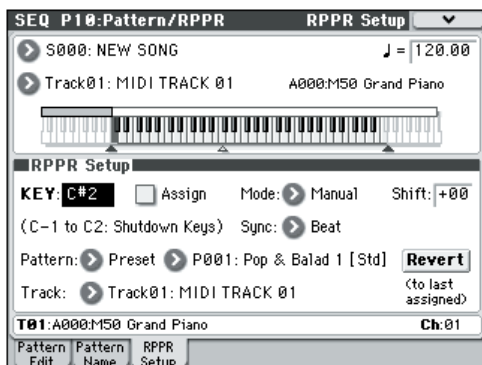 SEQ P10:Pattern/RPPR RPPR Setup
S000: NEW SONG ♩ = 120.00
Track01: MIDI TRACK 01 A000:M50 Grand Piano
RPPR Setup
KEY: C#2 Assign Mode: Manual Shift: +00
(C-1 to C2: Shutdown Keys) Sync: Beat
Pattern: Preset P001: Pop & Balad 1 [Std] Revert
Track: Track01: MIDI TRACK 01 (to last assigned)
T01:A000:M50 Grand Piano Ch:01
Pattern Edit Pattern Name RPPR Setup